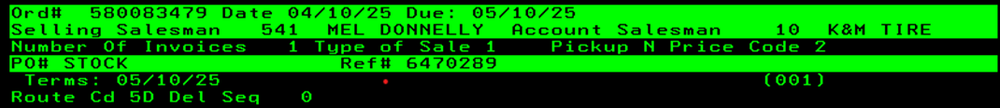 Ord# 580083479 Date 04/10/25 Due: 05/10/25
Selling Salesman 541 MEL DONNELLY Account Salesman 10 K&M TIRE
Number Of Invoices 1 Type of Sale 1 Pickup N Price Code 2
PO# STOCK Ref# 6470289
Terms: 05/10/25 (001)
Route Cd 5D Del Seq 0